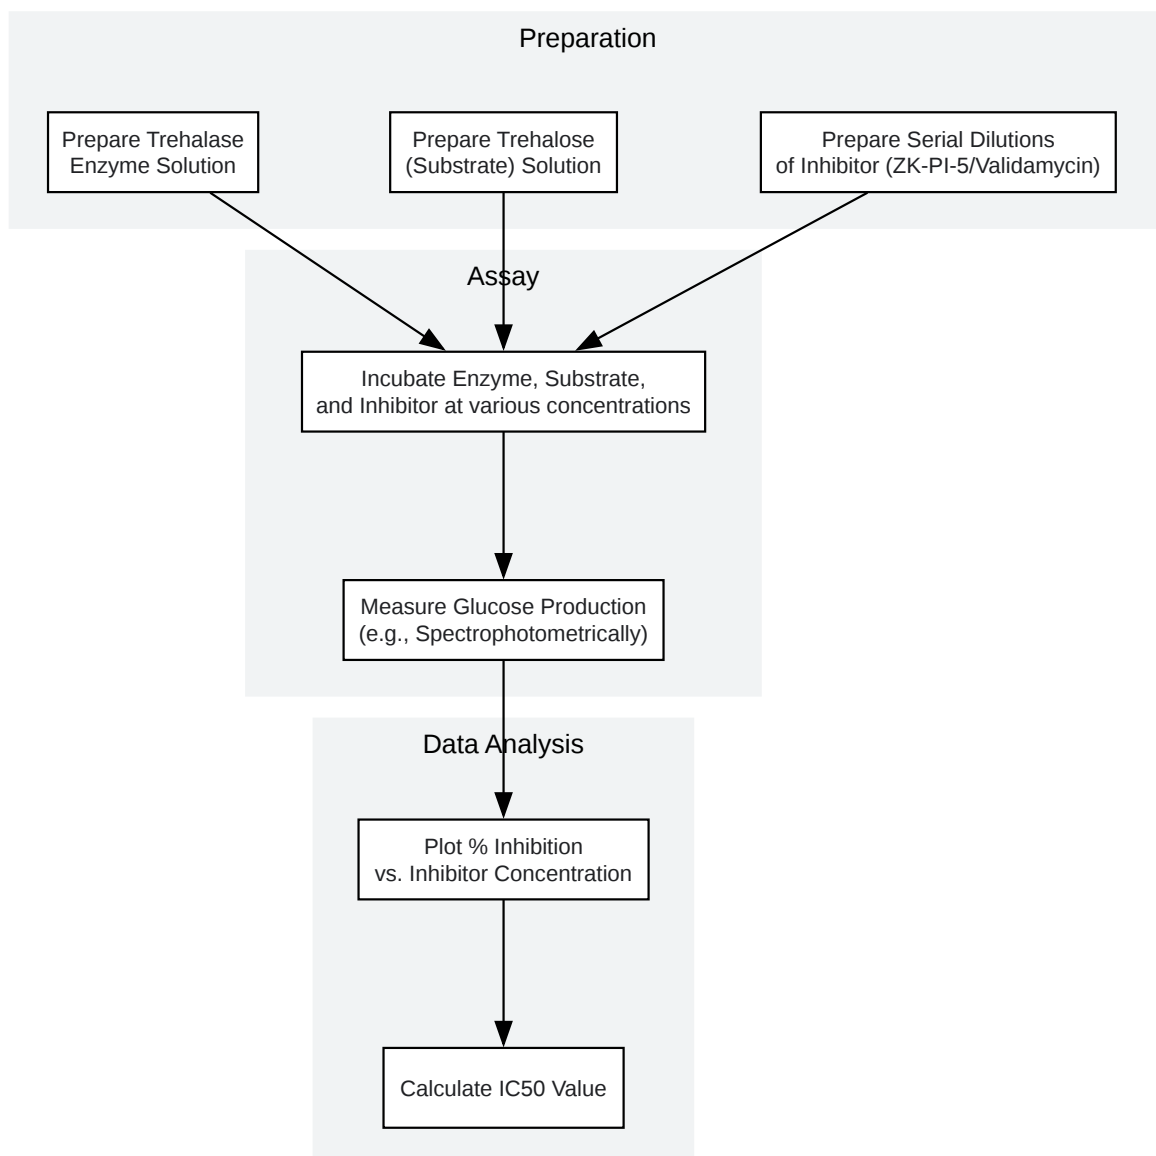 Preparation
Prepare Trehalase
Enzyme Solution
Prepare Trehalose
(Substrate) Solution
Prepare Serial Dilutions
of Inhibitor (ZK-PI-5/Validamycin)
Assay
Incubate Enzyme, Substrate,
and Inhibitor at various concentrations
Measure Glucose Production
(e.g., Spectrophotometrically)
Data Analysis
Plot % Inhibition
vs. Inhibitor Concentration
Calculate IC50 Value